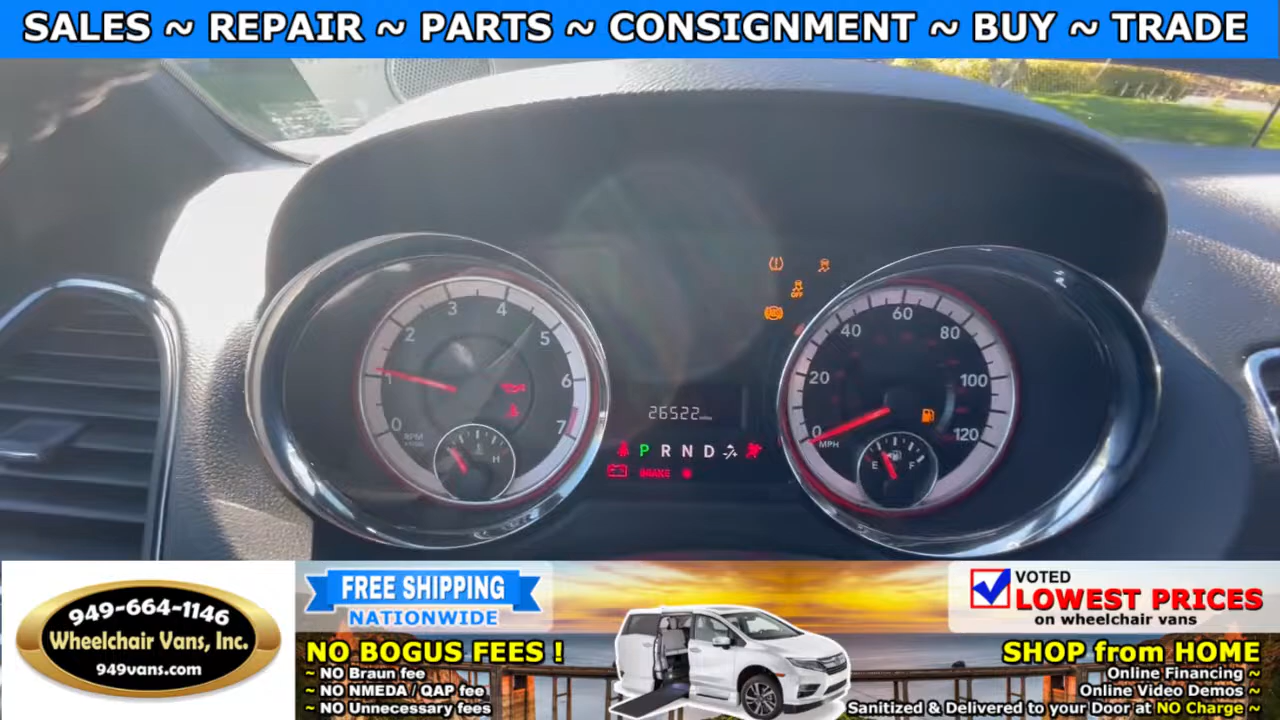 SALES ~ REPAIR ~ PARTS ~ CONSIGNMENT ~ BUY ~ TRADE
0 1 2 3 4 5 6 7
RPM
H
OFF
26522 miles
P R N D
BRAKE
0 20 40 60 80 100 120
MPH
E F
949-664-1146
Wheelchair Vans, Inc.
949vans.com
FREE SHIPPING
NATIONWIDE
NO BOGUS FEES !
~ NO Braun fee
~ NO NMEDA / QAP fee
~ NO Unnecessary fees
VOTED
LOWEST PRICES
on wheelchair vans
SHOP from HOME
Online Financing ~
Online Video Demos ~
Sanitized & Delivered to your Door at NO Charge ~